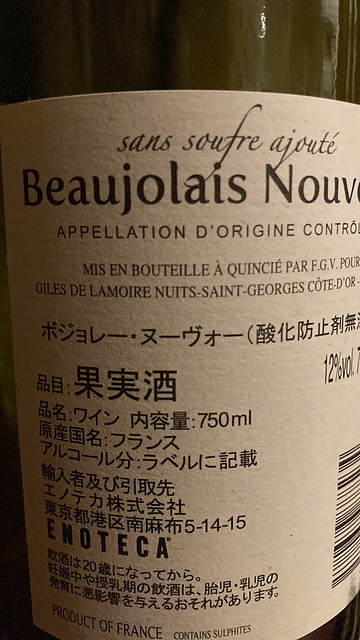 sans soufre ajouté
Beaujolais Nouve
APPELLATION D'ORIGINE CONTRÔL
MIS EN BOUTEILLE À QUINCIÉ PAR F.G.V. POUR
GILES DE LAMOIRE NUITS-SAINT-GEORGES CÔTE-D'OR -
ボジョレー・ヌーヴォー(酸化防止剤無
12%vol. 7
品目:果実酒
品名:ワイン 内容量:750ml
原産国名:フランス
アルコール分:ラベルに記載
輸入者及び引取先
エノテカ株式会社
東京都港区南麻布5-14-15
ENOTECA
飲酒は20歳になってから。
妊娠中や授乳期の飲酒は、胎児・乳児の
発育に悪影響を与えるおそれがあります。
PRODUCT OF FRANCE CONTAINS SULPHITES